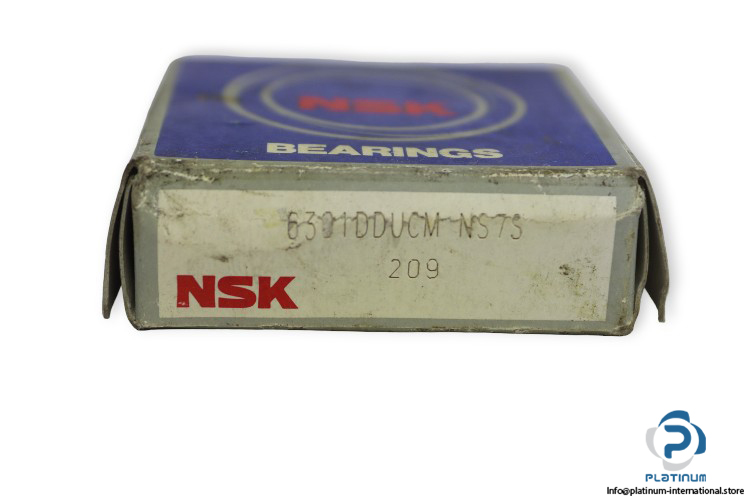 NSK
BEARINGS
6301DDUCM NS7S
209
NSK
PLATINUM
Info@platinum-international.store